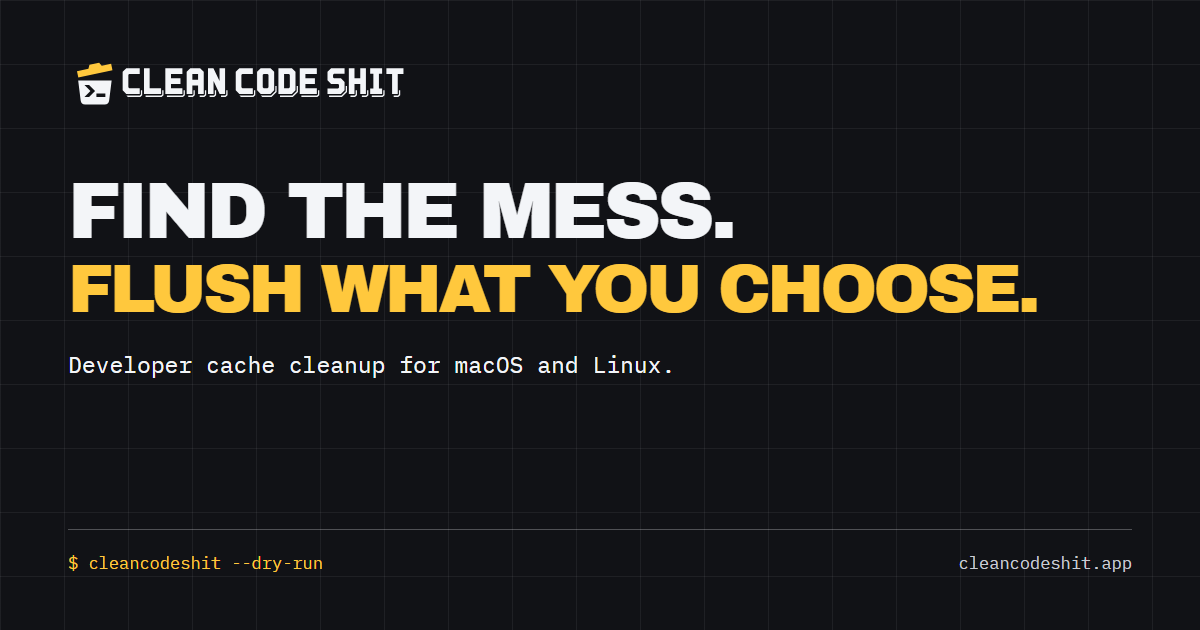 CLEAN CODE SHIT
FIND THE MESS.
FLUSH WHAT YOU CHOOSE.
Developer cache cleanup for macOS and Linux.
$ cleancodeshit --dry-run
cleancodeshit.app